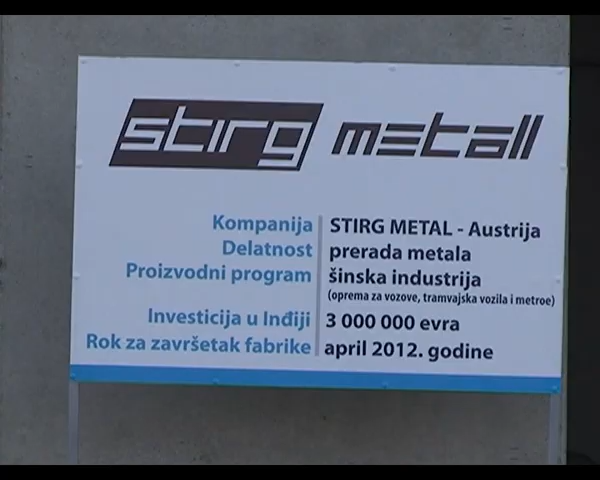 stirg metall
Kompanija STIRG METAL - Austrija
Delatnost prerada metala
Proizvodni program šinska industrija
(oprema za vozove, tramvajska vozila i metroe)
Investicija u Inđiji 3 000 000 evra
Rok za završetak fabrike april 2012. godine